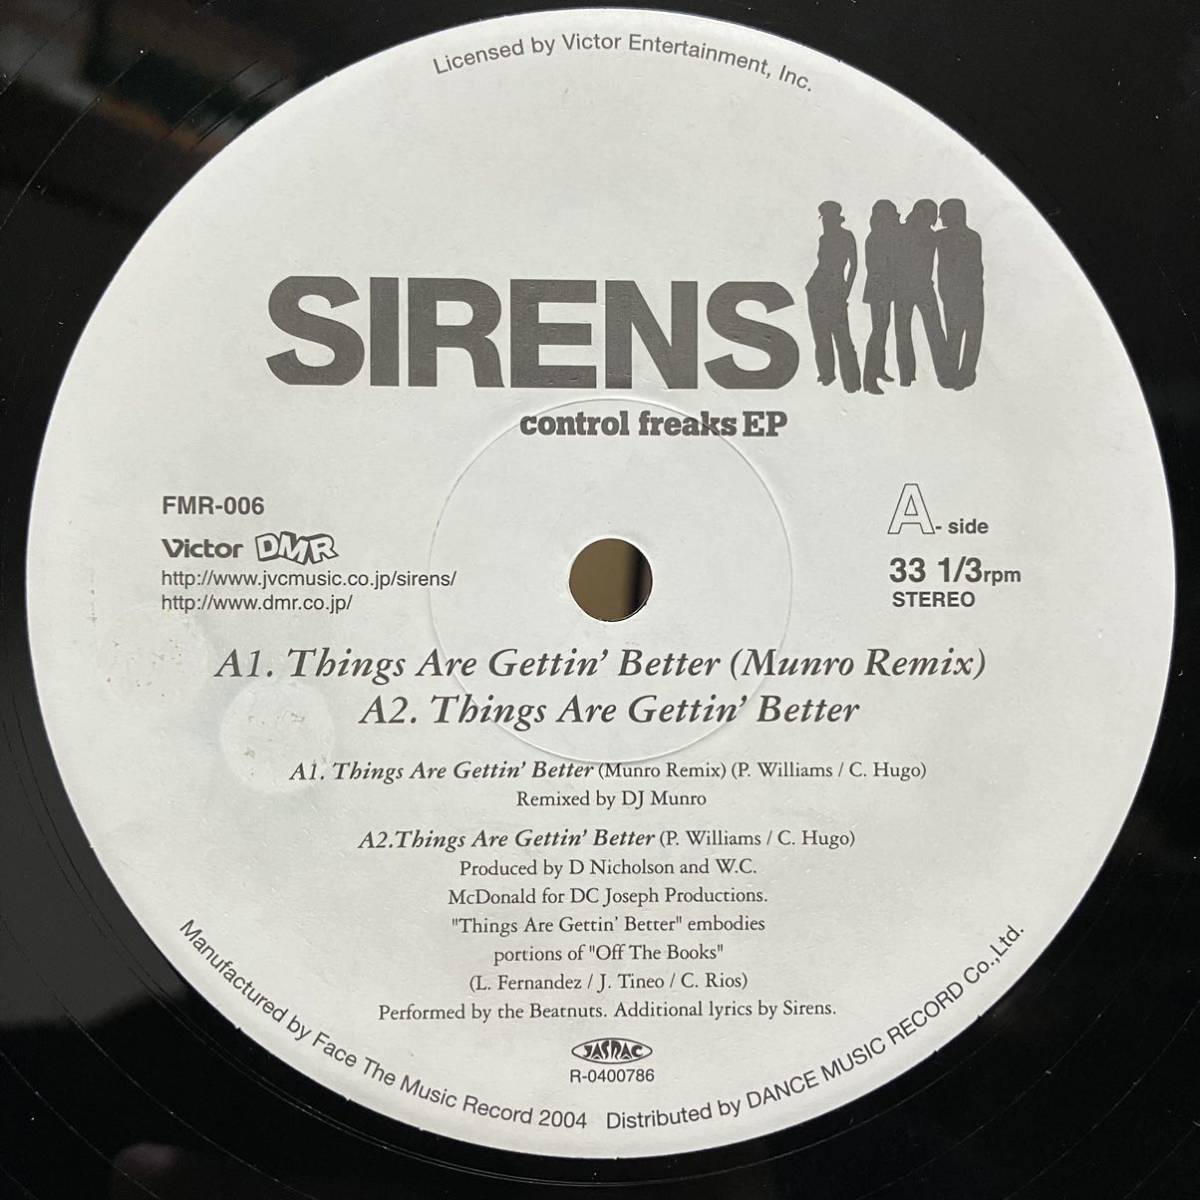 Licensed by Victor Entertainment, Inc.
SIRENS
control freaks EP
FMR-006
Victor DMR
http://www.jvcmusic.co.jp/sirens/
http://www.dmr.co.jp/
A- side
33 1/3rpm
STEREO
A1. Things Are Gettin' Better (Munro Remix)
A2. Things Are Gettin' Better
A1. Things Are Gettin' Better (Munro Remix) (P. Williams / C. Hugo)
Remixed by DJ Munro
A2.Things Are Gettin' Better (P. Williams / C. Hugo)
Produced by D Nicholson and W.C.
McDonald for DC Joseph Productions.
"Things Are Gettin' Better" embodies
portions of "Off The Books"
(L. Fernandez / J. Tineo / C. Rios)
Performed by the Beatnuts. Additional lyrics by Sirens.
JASRAC
R-0400786
Manufactured by Face The Music Record 2004 Distributed by DANCE MUSIC RECORD Co.,Ltd.